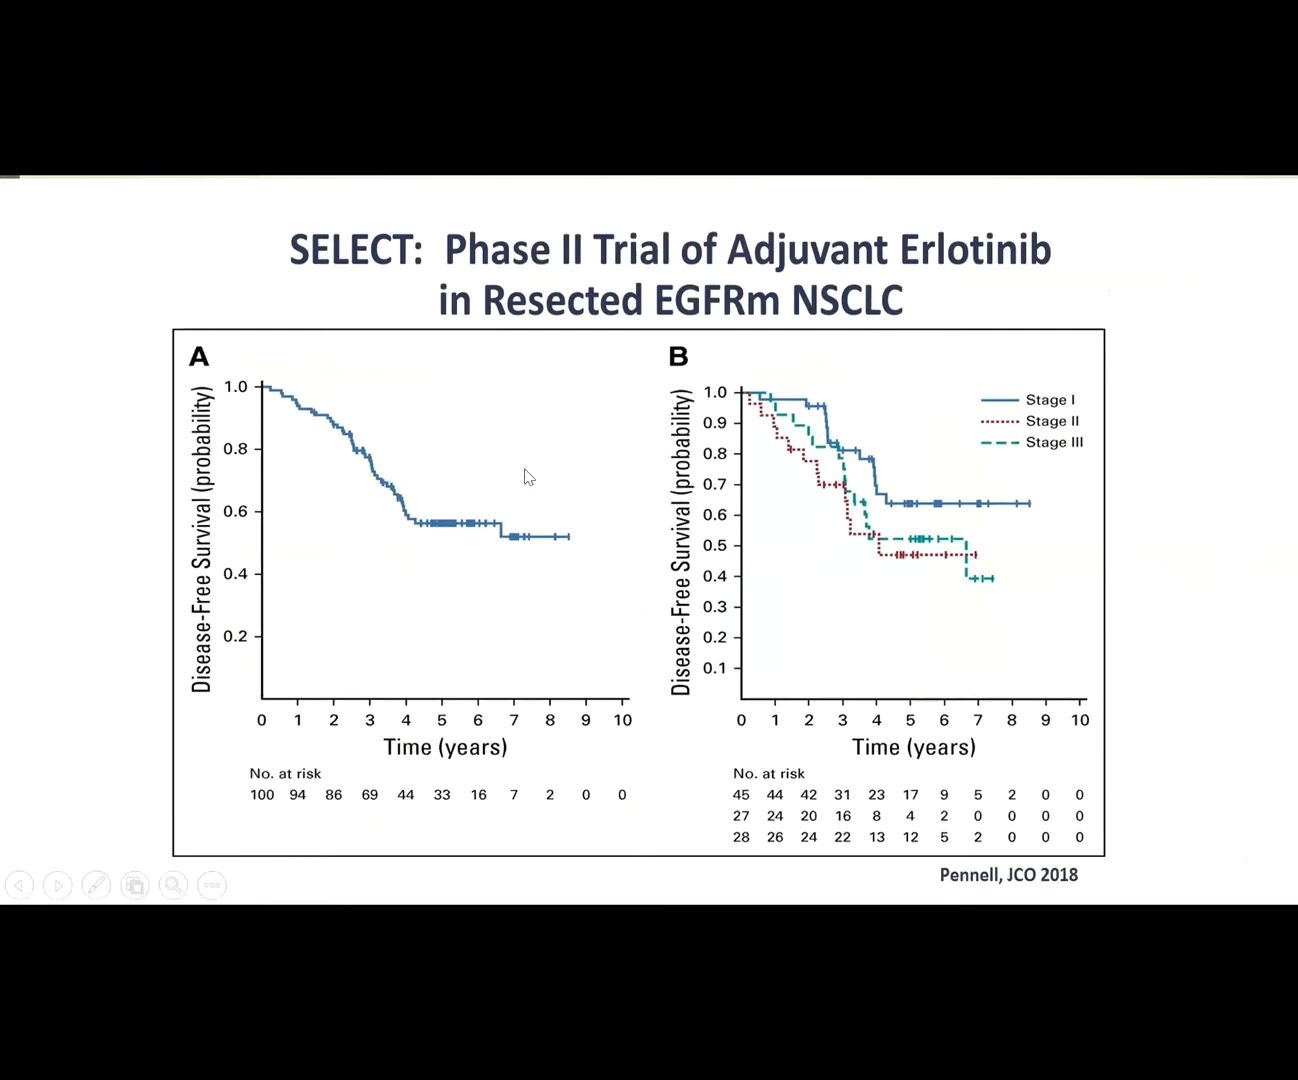 SELECT: Phase II Trial of Adjuvant Erlotinib
in Resected EGFRm NSCLC
A
Disease-Free Survival (probability)
1.0
0.8
0.6
0.4
0.2
0 1 2 3 4 5 6 7 8 9 10
Time (years)
No. at risk
100 94 86 69 44 33 16 7 2 0 0
B
Disease-Free Survival (probability)
1.0
0.9
0.8
0.7
0.6
0.5
0.4
0.3
0.2
0.1
Stage I
Stage II
Stage III
0 1 2 3 4 5 6 7 8 9 10
Time (years)
No. at risk
45 44 42 31 23 17 9 5 2 0 0
27 24 20 16 8 4 2 0 0 0 0
28 26 24 22 13 12 5 2 0 0 0
Pennell, JCO 2018